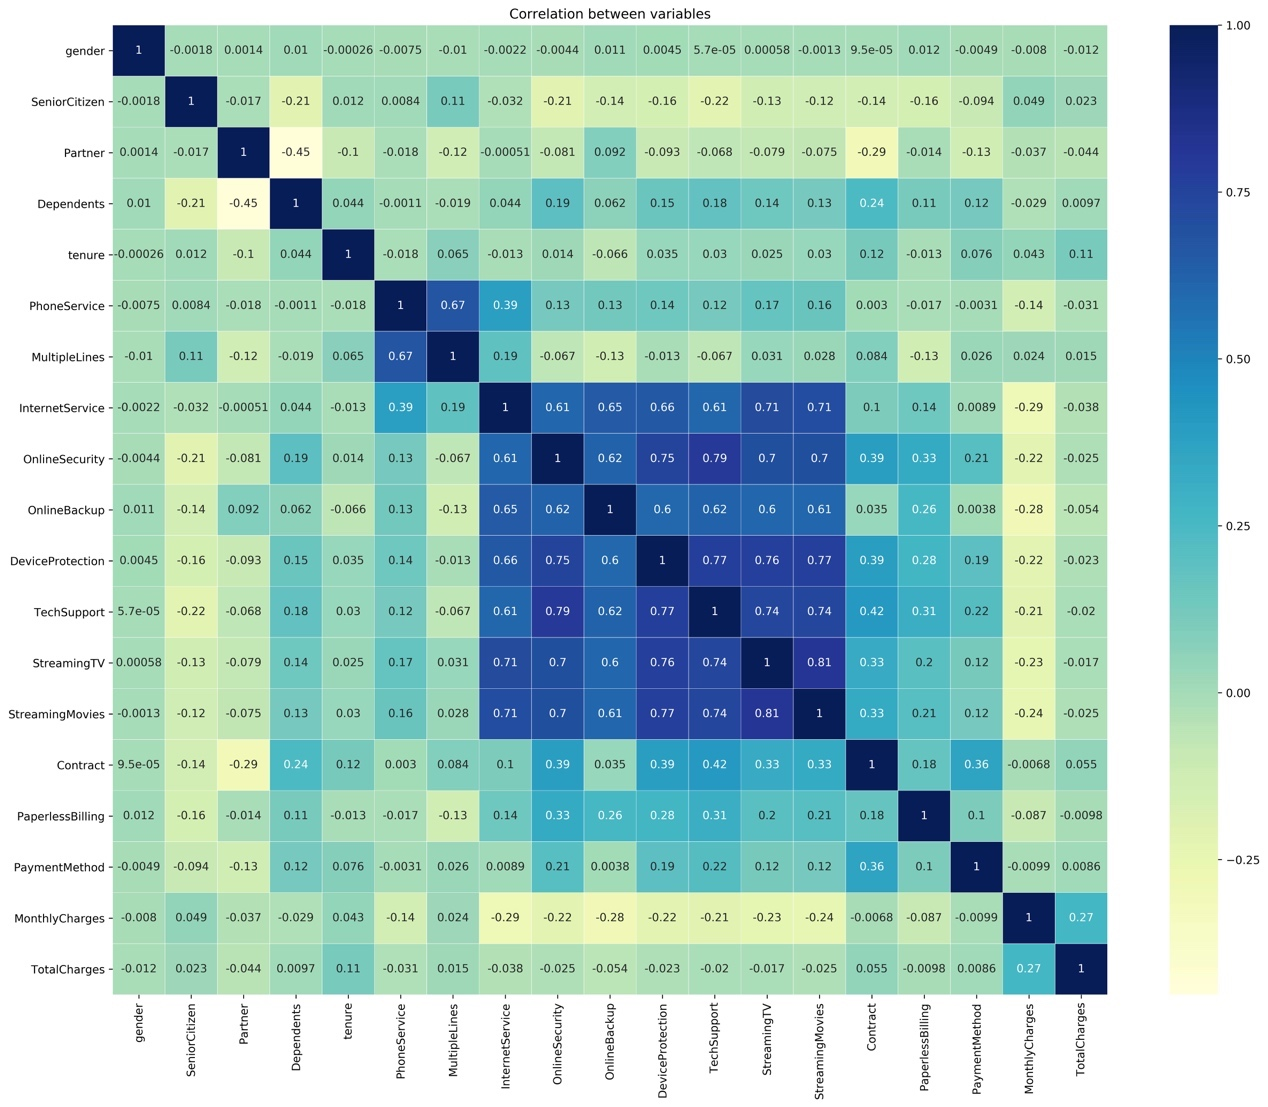 Correlation between variables
gender 1 -0.0018 0.0014 0.01 -0.00026 -0.0075 -0.01 -0.0022 -0.0044 0.011 0.0045 5.7e-05 0.00058 -0.0013 9.5e-05 0.012 -0.0049 -0.008 -0.012
SeniorCitizen -0.0018 1 -0.017 -0.21 0.012 0.0084 0.11 -0.032 -0.21 -0.14 -0.16 -0.22 -0.13 -0.12 -0.14 -0.16 -0.094 0.049 0.023
Partner 0.0014 -0.017 1 -0.45 -0.1 -0.018 -0.12 -0.00051 -0.081 0.092 -0.093 -0.068 -0.079 -0.075 -0.29 -0.014 -0.13 -0.037 -0.044
Dependents 0.01 -0.21 -0.45 1 0.044 -0.0011 -0.019 0.044 0.19 0.062 0.15 0.18 0.14 0.13 0.24 0.11 0.12 -0.029 0.0097
tenure -0.00026 0.012 -0.1 0.044 1 -0.018 0.065 -0.013 0.014 -0.066 0.035 0.03 0.025 0.03 0.12 -0.013 0.076 0.043 0.11
PhoneService -0.0075 0.0084 -0.018 -0.0011 -0.018 1 0.67 0.39 0.13 0.13 0.14 0.12 0.17 0.16 0.003 -0.017 -0.0031 -0.14 -0.031
MultipleLines -0.01 0.11 -0.12 -0.019 0.065 0.67 1 0.19 -0.067 -0.13 -0.013 -0.067 0.031 0.028 0.084 -0.13 0.026 0.024 0.015
InternetService -0.0022 -0.032 -0.00051 0.044 -0.013 0.39 0.19 1 0.61 0.65 0.66 0.61 0.71 0.71 0.1 0.14 0.0089 -0.29 -0.038
OnlineSecurity -0.0044 -0.21 -0.081 0.19 0.014 0.13 -0.067 0.61 1 0.62 0.75 0.79 0.7 0.7 0.39 0.33 0.21 -0.22 -0.025
OnlineBackup 0.011 -0.14 0.092 0.062 -0.066 0.13 -0.13 0.65 0.62 1 0.6 0.62 0.6 0.61 0.035 0.26 0.0038 -0.28 -0.054
DeviceProtection 0.0045 -0.16 -0.093 0.15 0.035 0.14 -0.013 0.66 0.75 0.6 1 0.77 0.76 0.77 0.39 0.28 0.19 -0.22 -0.023
TechSupport 5.7e-05 -0.22 -0.068 0.18 0.03 0.12 -0.067 0.61 0.79 0.62 0.77 1 0.74 0.74 0.42 0.31 0.22 -0.21 -0.02
StreamingTV 0.00058 -0.13 -0.079 0.14 0.025 0.17 0.031 0.71 0.7 0.6 0.76 0.74 1 0.81 0.33 0.2 0.12 -0.23 -0.017
StreamingMovies -0.0013 -0.12 -0.075 0.13 0.03 0.16 0.028 0.71 0.7 0.61 0.77 0.74 0.81 1 0.33 0.21 0.12 -0.24 -0.025
Contract 9.5e-05 -0.14 -0.29 0.24 0.12 0.003 0.084 0.1 0.39 0.035 0.39 0.42 0.33 0.33 1 0.18 0.36 -0.0068 0.055
PaperlessBilling 0.012 -0.16 -0.014 0.11 -0.013 -0.017 -0.13 0.14 0.33 0.26 0.28 0.31 0.2 0.21 0.18 1 0.1 -0.087 -0.0098
PaymentMethod -0.0049 -0.094 -0.13 0.12 0.076 -0.0031 0.026 0.0089 0.21 0.0038 0.19 0.22 0.12 0.12 0.36 0.1 1 -0.0099 0.0086
MonthlyCharges -0.008 0.049 -0.037 -0.029 0.043 -0.14 0.024 -0.29 -0.22 -0.28 -0.22 -0.21 -0.23 -0.24 -0.0068 -0.087 -0.0099 1 0.27
TotalCharges -0.012 0.023 -0.044 0.0097 0.11 -0.031 0.015 -0.038 -0.025 -0.054 -0.023 -0.02 -0.017 -0.025 0.055 -0.0098 0.0086 0.27 1
gender
SeniorCitizen
Partner
Dependents
tenure
PhoneService
MultipleLines
InternetService
OnlineSecurity
OnlineBackup
DeviceProtection
TechSupport
StreamingTV
StreamingMovies
Contract
PaperlessBilling
PaymentMethod
MonthlyCharges
TotalCharges
1.00
0.75
0.50
0.25
0.00
−0.25